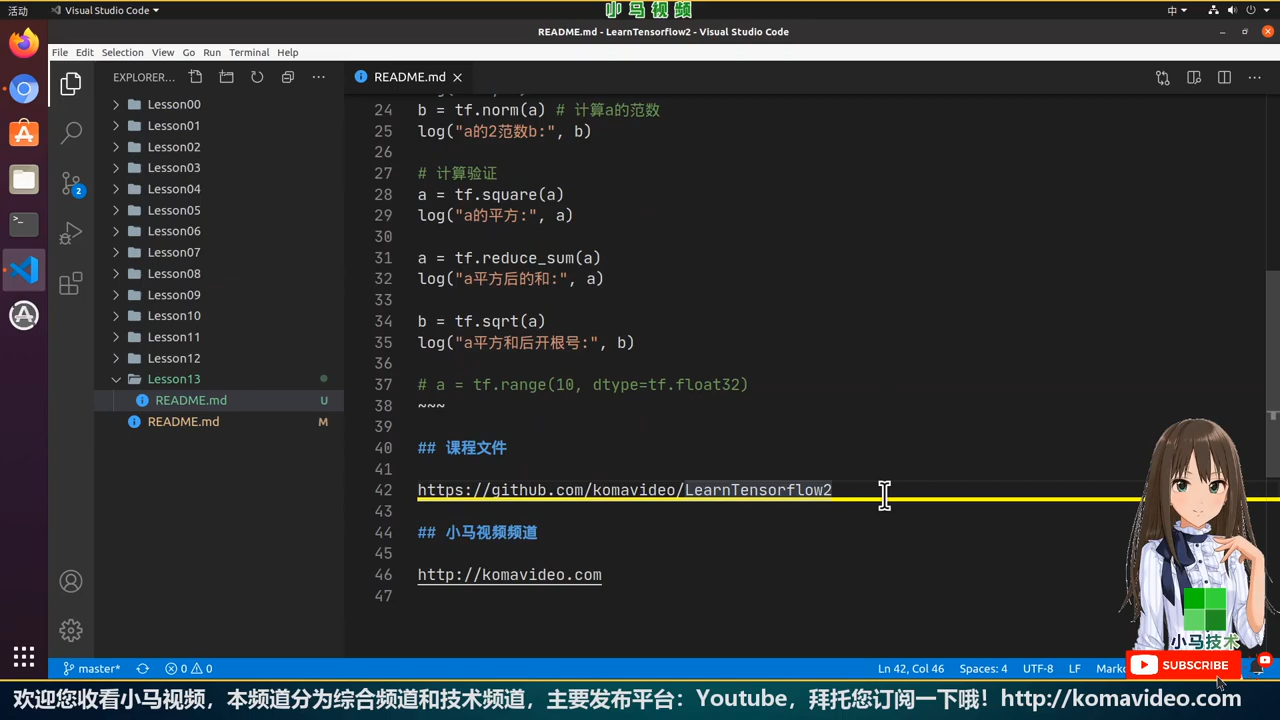 活动
Visual Studio Code
小马视频
中
README.md - LearnTensorflow2 - Visual Studio Code
File Edit Selection View Go Run Terminal Help
EXPLORER...
README.md
Lesson00
Lesson01
Lesson02
Lesson03
Lesson04
Lesson05
Lesson06
Lesson07
Lesson08
Lesson09
Lesson10
Lesson11
Lesson12
Lesson13
README.md U
README.md M
2
24 b = tf.norm(a) # 计算a的范数
25 log("a的2范数b:", b)
26
27 # 计算验证
28 a = tf.square(a)
29 log("a的平方:", a)
30
31 a = tf.reduce_sum(a)
32 log("a平方后的和:", a)
33
34 b = tf.sqrt(a)
35 log("a平方和后开根号:", b)
36
37 # a = tf.range(10, dtype=tf.float32)
38 ~~~
39
40 ## 课程文件
41
42 https://github.com/komavideo/LearnTensorflow2
43
44 ## 小马视频频道
45
46 http://komavideo.com
47
小马技术
SUBSCRIBE
master* 0 0 Ln 42, Col 46 Spaces: 4 UTF-8 LF
欢迎您收看小马视频，本频道分为综合频道和技术频道，主要发布平台：Youtube，拜托您订阅一下哦！http://komavideo.com